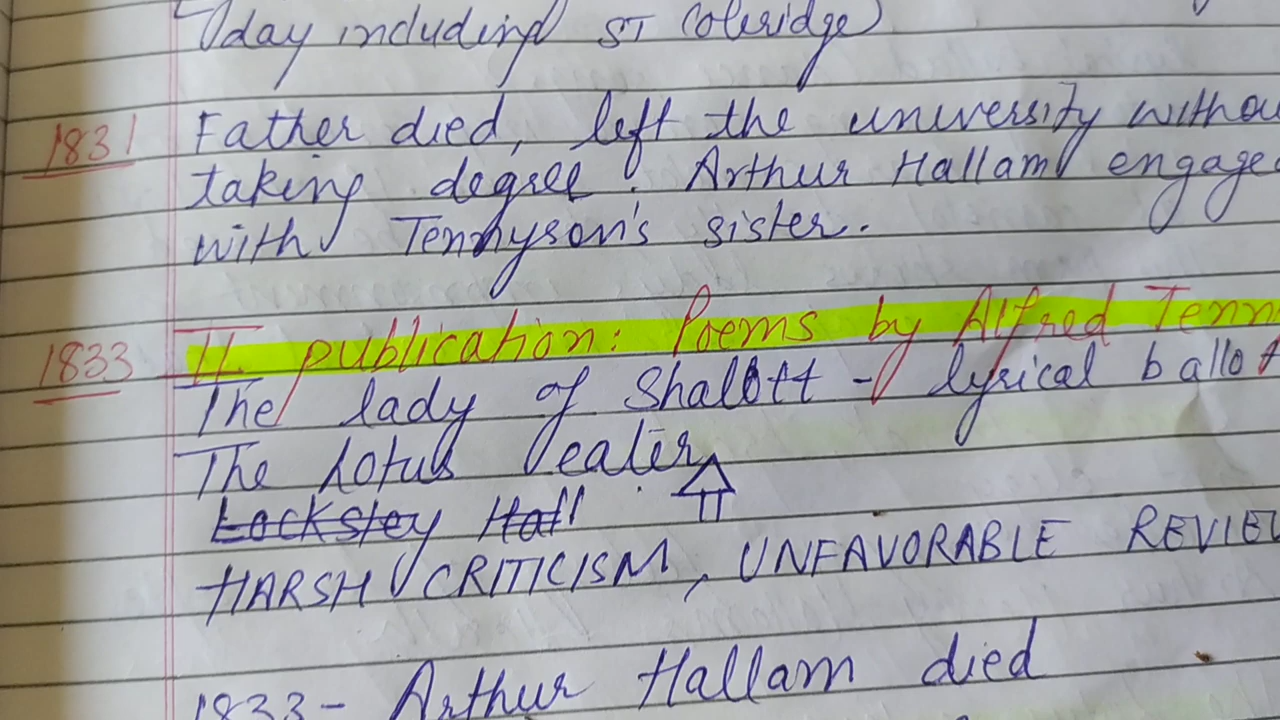 day including ST Coleridge
1831 Father died, left the university withou
taking degree. Arthur Hallam engage
with Tennyson's sister.
1833 II publication: Poems by Alfred Tenn
The lady of Shalott - lyrical ballo
The Lotus eater
Locksley Hall
HARSH CRITICISM, UNFAVORABLE REVIE
1833- Arthur Hallam died